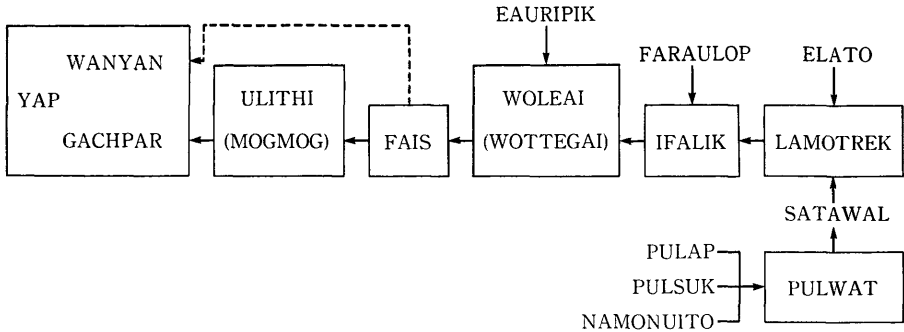 EAURIPIK
WANYAN
FARAULOP
ELATO
ULITHI
WOLEAI
YAP
GACHPAR
(MOGMOG)
FAIS
(WOTTEGAI)
IFALIK
LAMOTREK
SATAWAL
PULAP
PULSUK
PULWAT
NAMONUITO